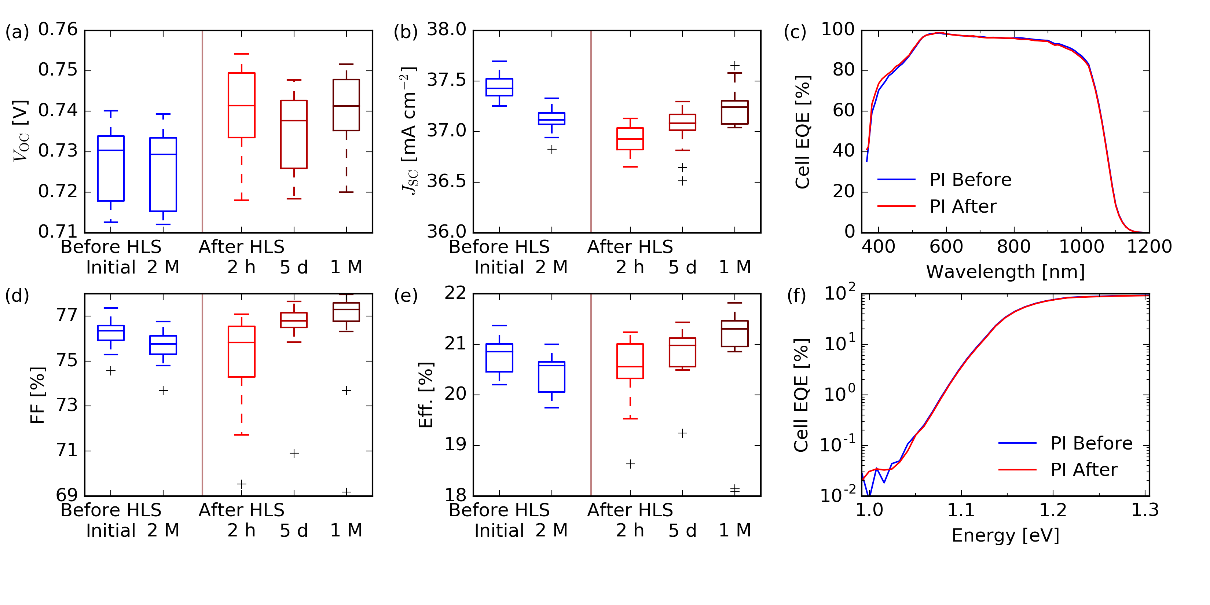 (a)
0.76
0.75
0.74
0.73
0.72
0.71
V_OC [V]
Before HLS
After HLS
Initial 2 M 2 h 5 d 1 M
(b)
38.0
37.5
37.0
36.5
36.0
J_SC [mA cm⁻²]
Before HLS
After HLS
Initial 2 M 2 h 5 d 1 M
(c)
100
80
60
40
20
0
Cell EQE [%]
PI Before
PI After
400 600 800 1000 1200
Wavelength [nm]
(d)
77
75
73
71
69
FF [%]
Before HLS
After HLS
Initial 2 M 2 h 5 d 1 M
(e)
22
21
20
19
18
Eff. [%]
Before HLS
After HLS
Initial 2 M 2 h 5 d 1 M
(f)
10²
10¹
10⁰
10⁻¹
10⁻²
Cell EQE [%]
PI Before
PI After
1.0 1.1 1.2 1.3
Energy [eV]